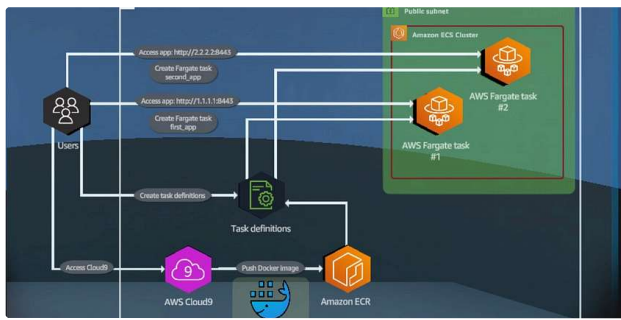 Public subnet
Amazon ECS Cluster
Access app: http://2.2.2.2:8443
Create Fargate task
second_app
AWS Fargate task
#2
Access app: http://1.1.1.1:8443
Create Fargate task
first_app
Users
AWS Fargate task
#1
Create task definitions
Task definitions
Access Cloud9
9
Push Docker image
AWS Cloud9
Amazon ECR